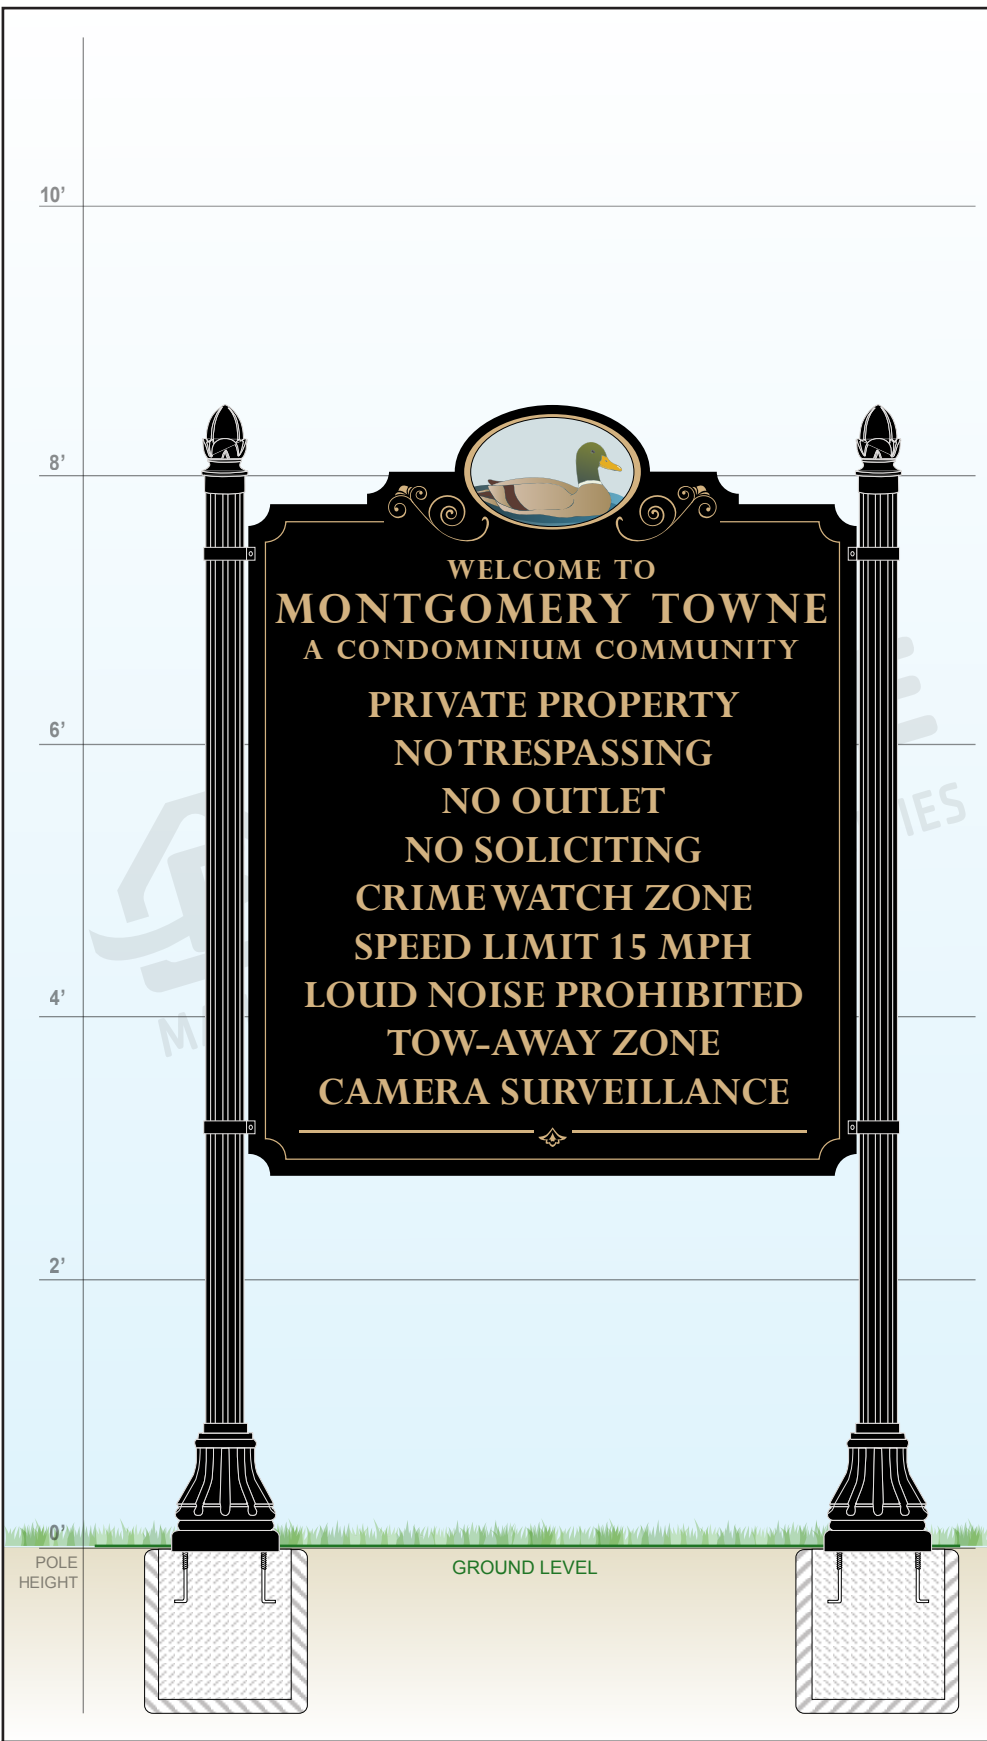 10’
8’
WELCOME TO
MONTGOMERY TOWNE
A CONDOMINIUM COMMUNITY
PRIVATE PROPERTY
6’
NO TRESPASSING
NO OUTLET
NO SOLICITING
CRIME WATCH ZONE
SPEED LIMIT 15 MPH
LOUD NOISE PROHIBITED
4’
TOW-AWAY ZONE
CAMERA SURVEILLANCE
2’
0’
POLE
HEIGHT
GROUND LEVEL